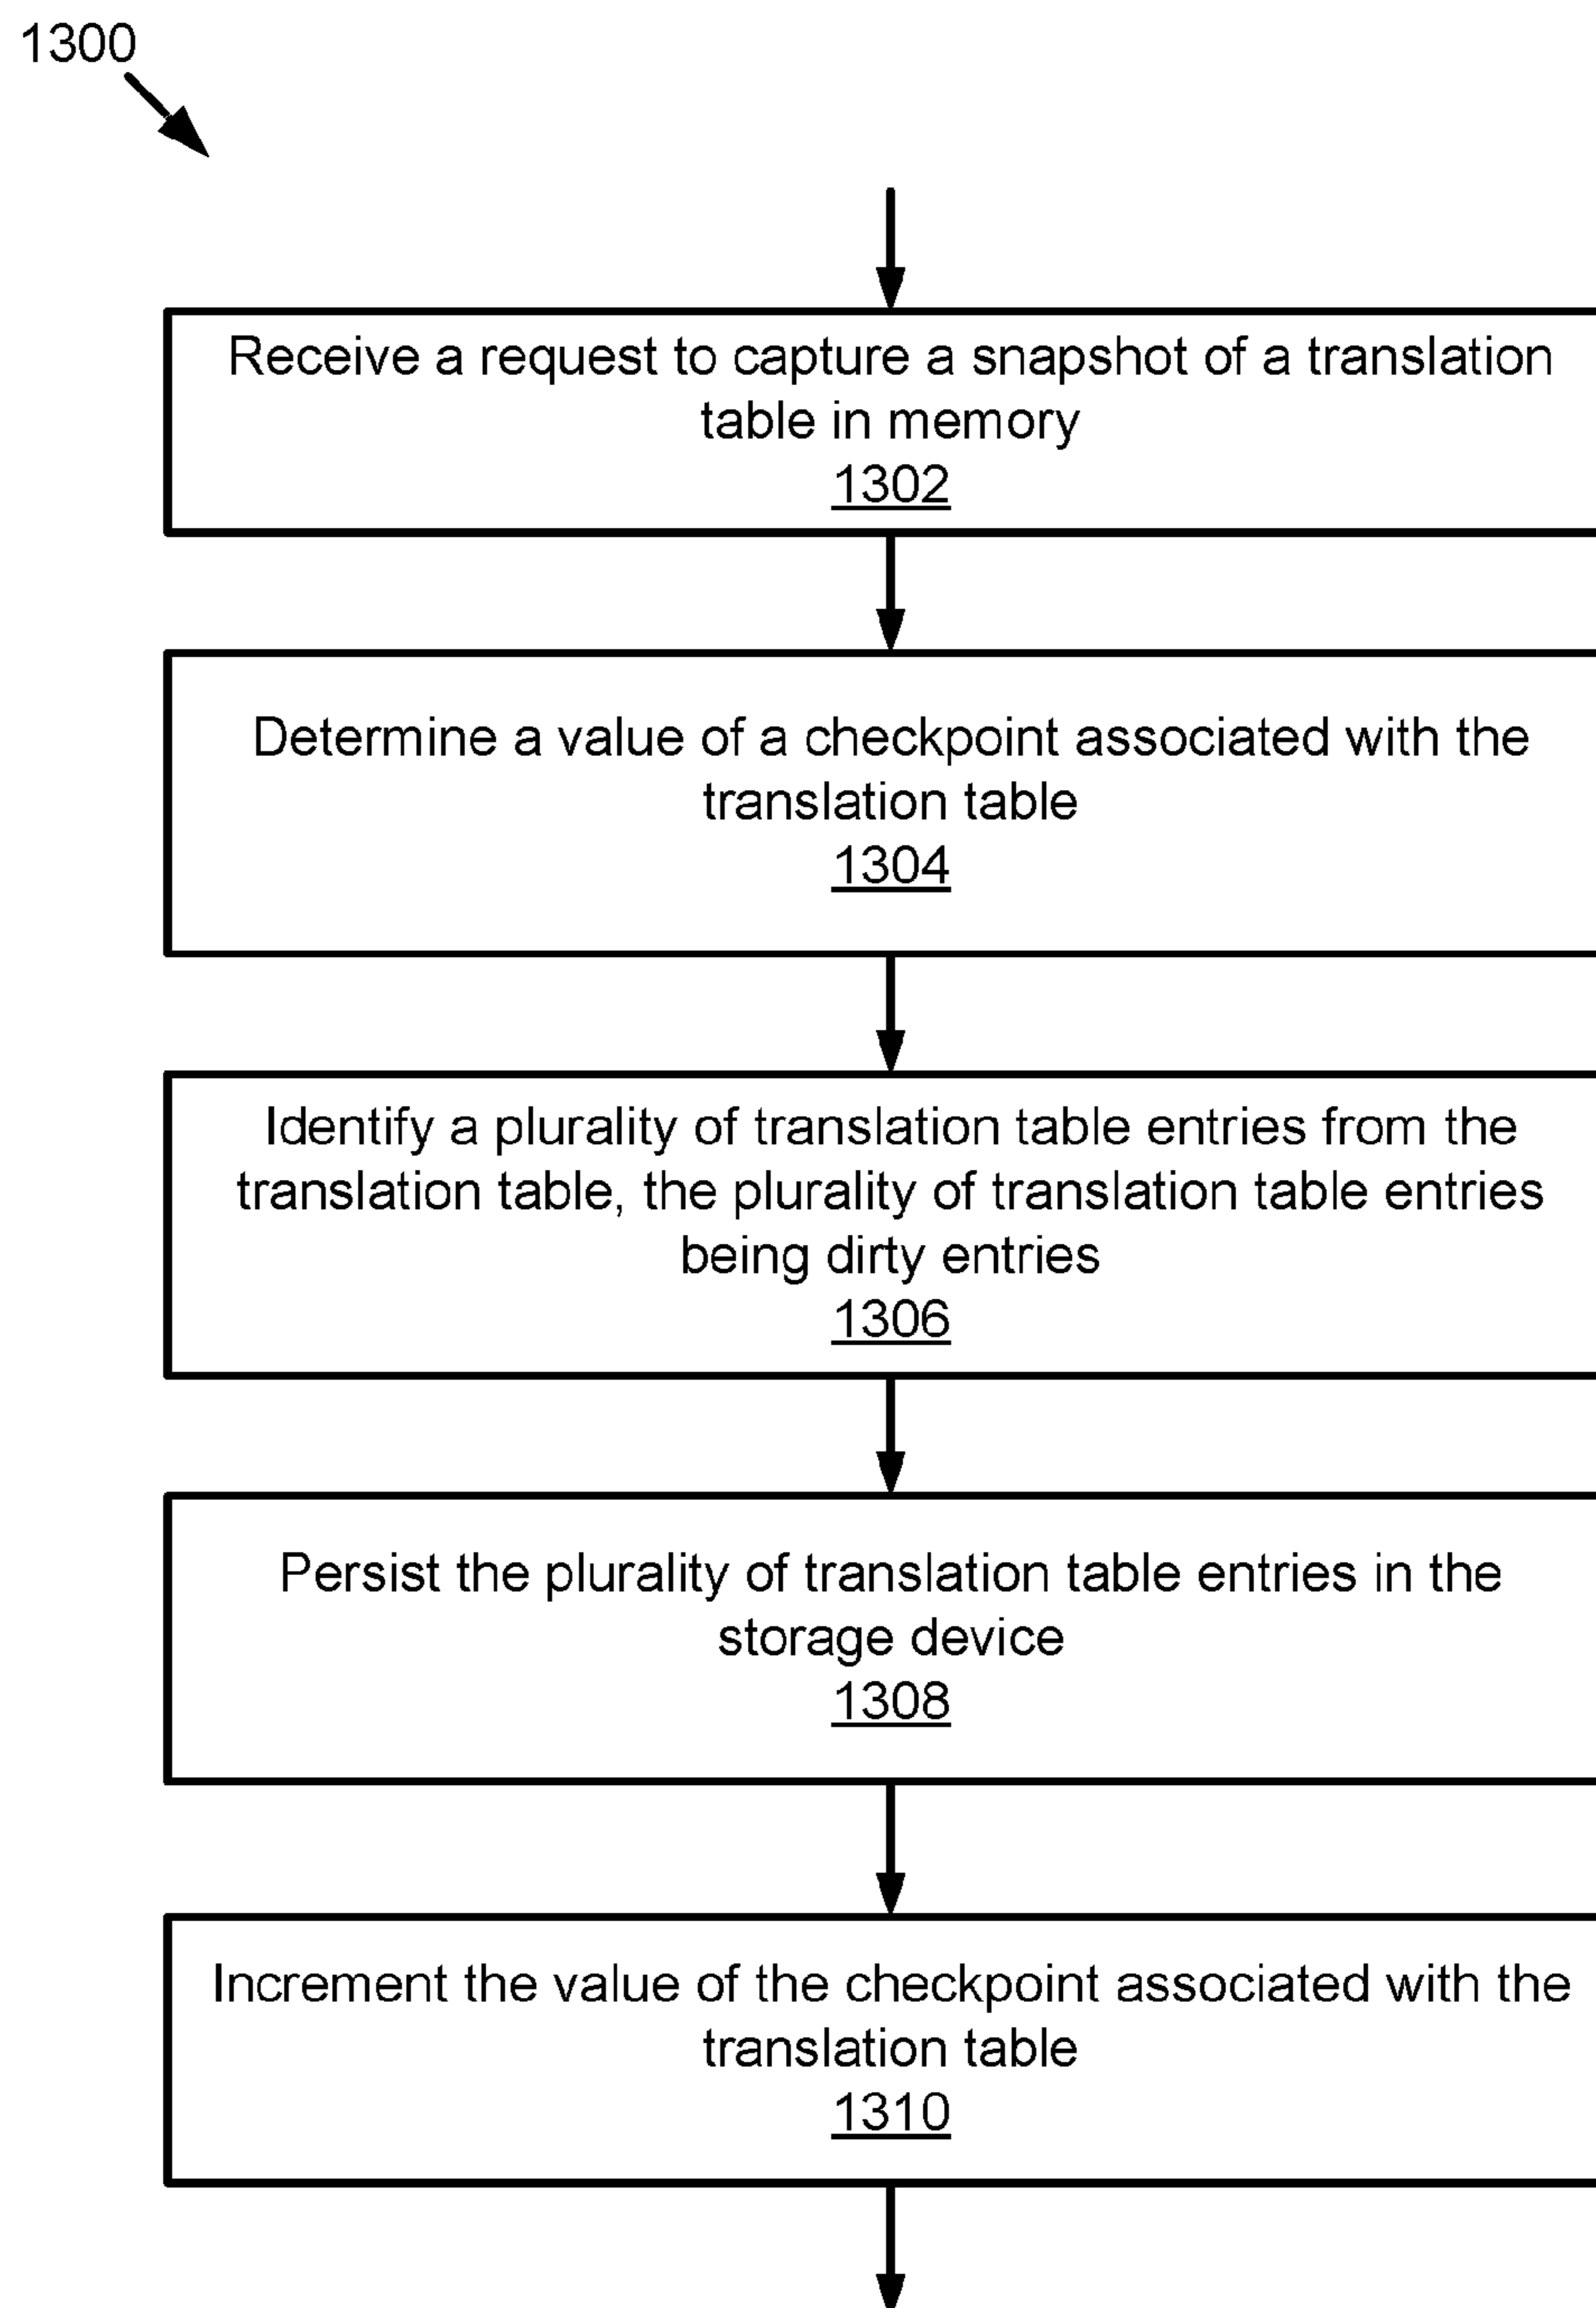 1300
Receive a request to capture a snapshot of a translation
table in memory
1302
Determine a value of a checkpoint associated with the
translation table
1304
Identify a plurality of translation table entries from the
translation table, the plurality of translation table entries
being dirty entries
1306
Persist the plurality of translation table entries in the
storage device
1308
Increment the value of the checkpoint associated with the
translation table
1310